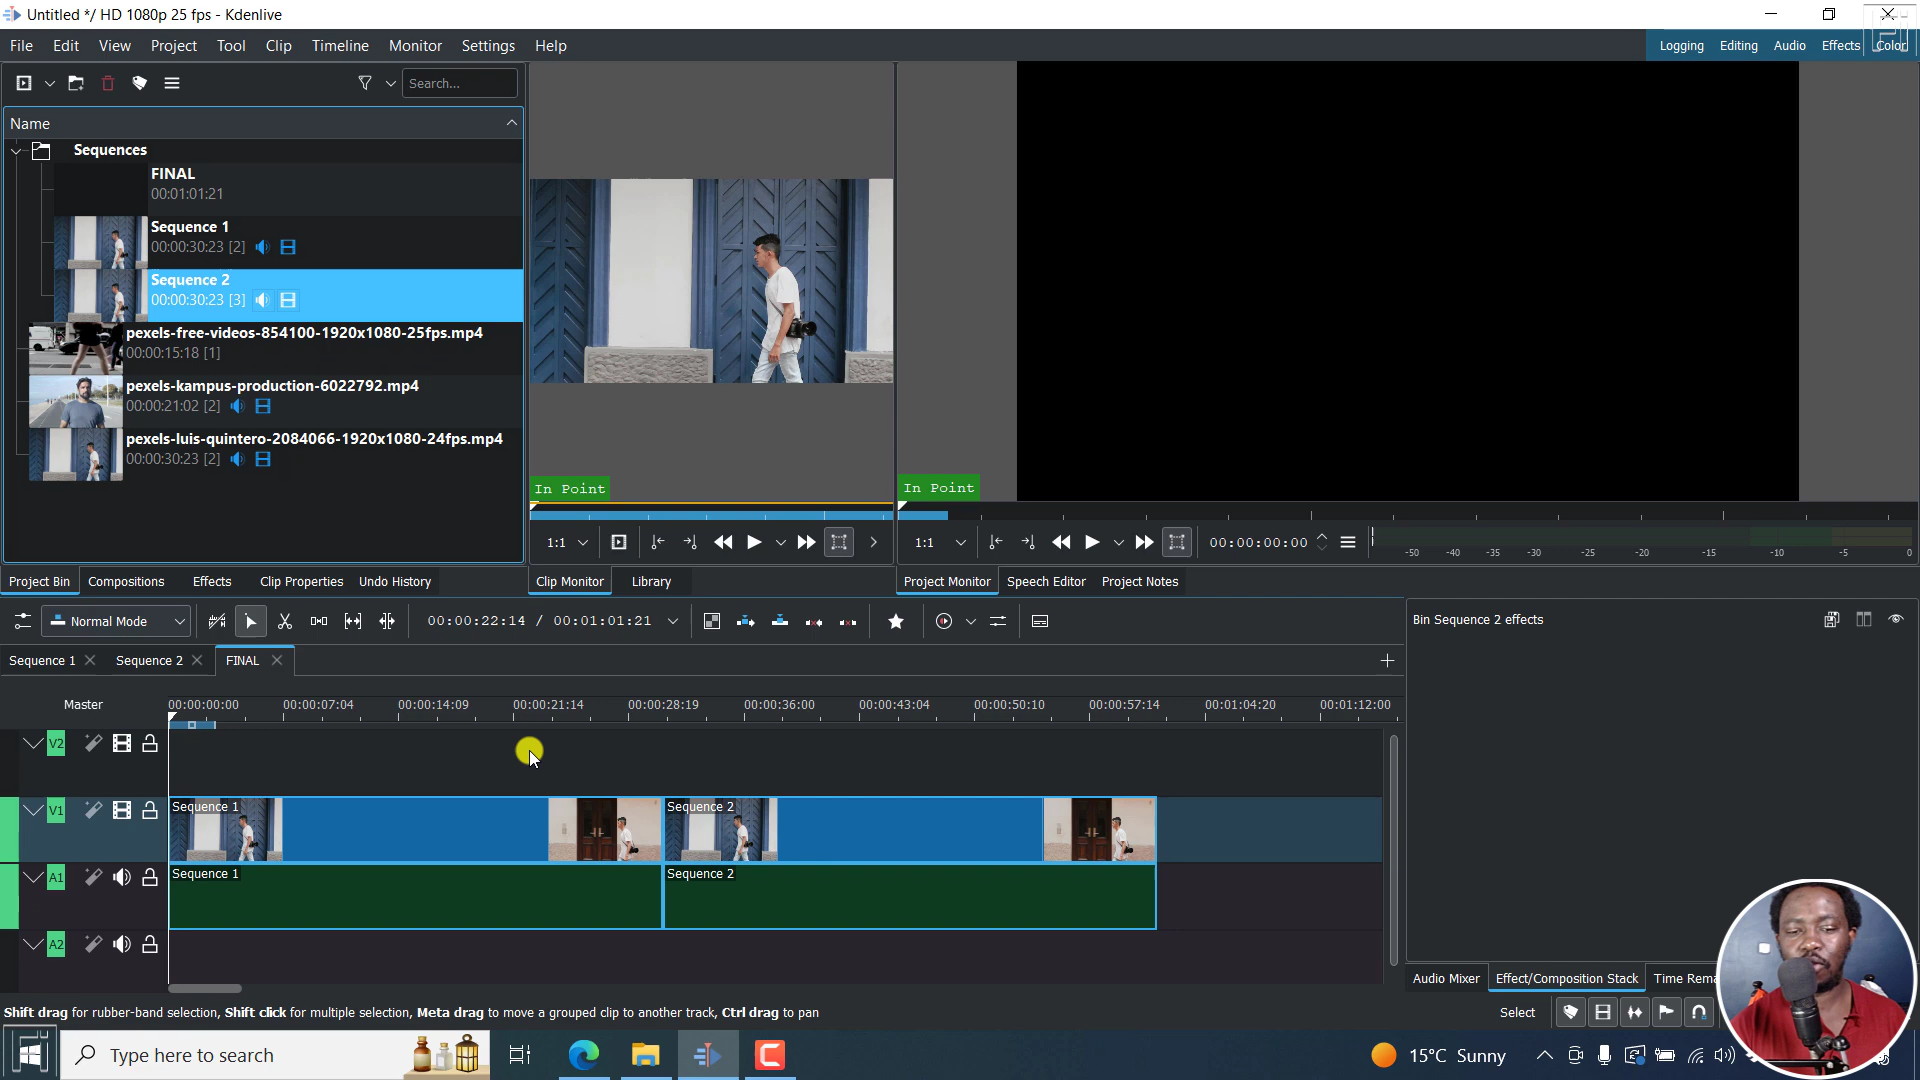 Untitled */ HD 1080p 25 fps - Kdenlive
File Edit View Project Tool Clip Timeline Monitor Settings Help
Logging Editing Audio Effects Color
Search...
Name
Sequences
FINAL
00:01:01:21
Sequence 1
00:00:30:23 [2]
Sequence 2
00:00:30:23 [3]
pexels-free-videos-854100-1920x1080-25fps.mp4
00:00:15:18 [1]
pexels-kampus-production-6022792.mp4
00:00:21:02 [2]
pexels-luis-quintero-2084066-1920x1080-24fps.mp4
00:00:30:23 [2]
In Point
In Point
1:1
1:1
00:00:00:00
-50 -40 -35 -30 -25 -20 -15 -10 -5 0
Project Bin Compositions Effects Clip Properties Undo History
Clip Monitor Library
Project Monitor Speech Editor Project Notes
Normal Mode
00:00:22:14 / 00:01:01:21
Bin Sequence 2 effects
Sequence 1 Sequence 2 FINAL
Master
00:00:00:00 00:00:07:04 00:00:14:09 00:00:21:14 00:00:28:19 00:00:36:00 00:00:43:04 00:00:50:10 00:00:57:14 00:01:04:20 00:01:12:00
V2
V1
Sequence 1
Sequence 2
A1
Sequence 1
Sequence 2
A2
Audio Mixer Effect/Composition Stack Time Rema
Shift drag for rubber-band selection, Shift click for multiple selection, Meta drag to move a grouped clip to another track, Ctrl drag to pan
Select
Type here to search
15°C Sunny